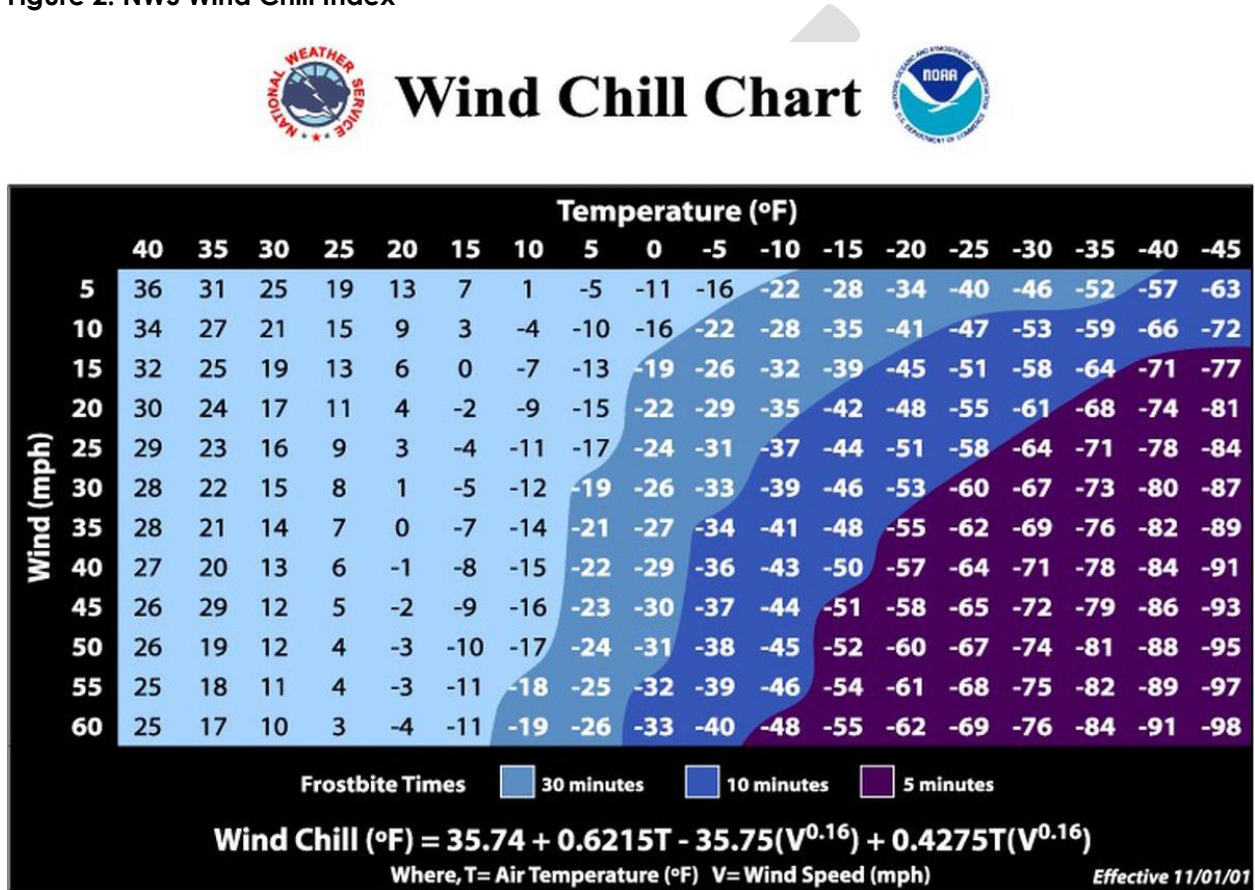 Figure 2. NWS Wind Chill Index
NATIONAL WEATHER SERVICE
Wind Chill Chart
NATIONAL OCEANIC AND ATMOSPHERIC ADMINISTRATION
NOAA
U.S. DEPARTMENT OF COMMERCE
Temperature (ºF)
40 35 30 25 20 15 10 5 0 -5 -10 -15 -20 -25 -30 -35 -40 -45
Wind (mph)
5 36 31 25 19 13 7 1 -5 -11 -16 -22 -28 -34 -40 -46 -52 -57 -63
10 34 27 21 15 9 3 -4 -10 -16 -22 -28 -35 -41 -47 -53 -59 -66 -72
15 32 25 19 13 6 0 -7 -13 -19 -26 -32 -39 -45 -51 -58 -64 -71 -77
20 30 24 17 11 4 -2 -9 -15 -22 -29 -35 -42 -48 -55 -61 -68 -74 -81
25 29 23 16 9 3 -4 -11 -17 -24 -31 -37 -44 -51 -58 -64 -71 -78 -84
30 28 22 15 8 1 -5 -12 -19 -26 -33 -39 -46 -53 -60 -67 -73 -80 -87
35 28 21 14 7 0 -7 -14 -21 -27 -34 -41 -48 -55 -62 -69 -76 -82 -89
40 27 20 13 6 -1 -8 -15 -22 -29 -36 -43 -50 -57 -64 -71 -78 -84 -91
45 26 29 12 5 -2 -9 -16 -23 -30 -37 -44 -51 -58 -65 -72 -79 -86 -93
50 26 19 12 4 -3 -10 -17 -24 -31 -38 -45 -52 -60 -67 -74 -81 -88 -95
55 25 18 11 4 -3 -11 -18 -25 -32 -39 -46 -54 -61 -68 -75 -82 -89 -97
60 25 17 10 3 -4 -11 -19 -26 -33 -40 -48 -55 -62 -69 -76 -84 -91 -98
Frostbite Times 30 minutes 10 minutes 5 minutes
Wind Chill (ºF) = 35.74 + 0.6215T - 35.75(V0.16) + 0.4275T(V0.16)
Where, T= Air Temperature (ºF) V= Wind Speed (mph)
Effective 11/01/01